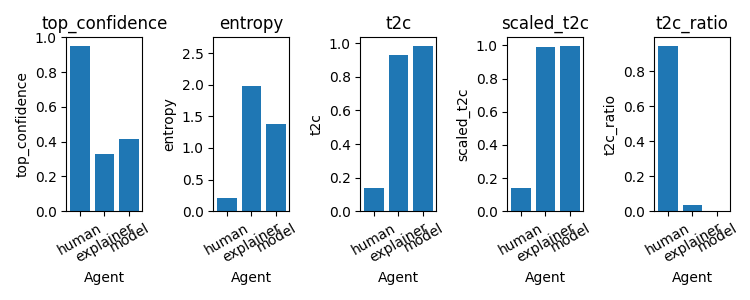 top_confidence
entropy
t2c
scaled_t2c
t2c_ratio
top_confidence
1.0
0.8
0.6
0.4
0.2
0.0
human
explainer
model
Agent
entropy
2.5
2.0
1.5
1.0
0.5
0.0
human
explainer
model
Agent
t2c
1.0
0.8
0.6
0.4
0.2
0.0
human
explainer
model
Agent
scaled_t2c
1.0
0.8
0.6
0.4
0.2
0.0
human
explainer
model
Agent
t2c_ratio
0.8
0.6
0.4
0.2
0.0
human
explainer
model
Agent